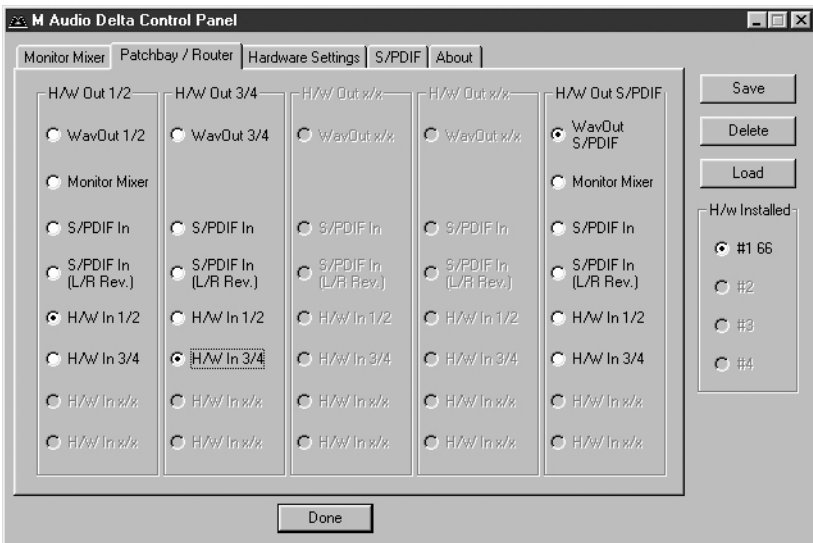 M Audio Delta Control Panel
Monitor Mixer Patchbay / Router Hardware Settings S/PDIF About
H/W Out 1/2
WavOut 1/2
Monitor Mixer
S/PDIF In
S/PDIF In
(L/R Rev.)
H/W In 1/2
H/W In 3/4
H/W In x/x
H/W In x/x
H/W Out 3/4
WavOut 3/4
S/PDIF In
S/PDIF In
(L/R Rev.)
H/W In 1/2
H/W In 3/4
H/W In x/x
H/W In x/x
H/W Out x/x
WavOut x/x
S/PDIF In
S/PDIF In
(L/R Rev.)
H/W In 1/2
H/W In 3/4
H/W In x/x
H/W In x/x
H/W Out x/x
WavOut x/x
S/PDIF In
S/PDIF In
(L/R Rev.)
H/W In 1/2
H/W In 3/4
H/W In x/x
H/W In x/x
H/W Out S/PDIF
WavOut
S/PDIF
Monitor Mixer
S/PDIF In
S/PDIF In
(L/R Rev.)
H/W In 1/2
H/W In 3/4
H/W In x/x
H/W In x/x
Save
Delete
Load
H/w Installed
#1 66
#2
#3
#4
Done